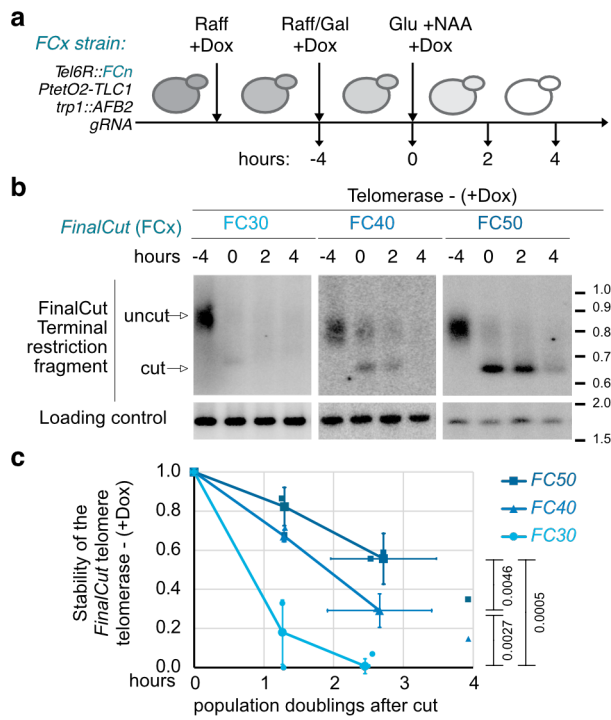 a
Raff +Dox
Raff/Gal +Dox
Glu +NAA +Dox
FCx strain:
Tel6R::FCn
PtetO2-TLC1
trp1::AFB2
gRNA
hours: -4 0 2 4
b
Telomerase - (+Dox)
FinalCut (FCx) FC30 FC40 FC50
hours -4 0 2 4 -4 0 2 4 -4 0 2 4
FinalCut
Terminal
restriction
fragment
uncut
cut
1.0
0.9
0.7
0.6
Loading control
2.0
1.5
c
Stability of the
FinalCut telomere
telomerase - (+Dox)
1.0
0.8
0.6
0.4
0.2
0.0
hours 0 1 2 3 4
population doublings after cut
FC50
FC40
FC30
0.0046
0.0027
0.0005